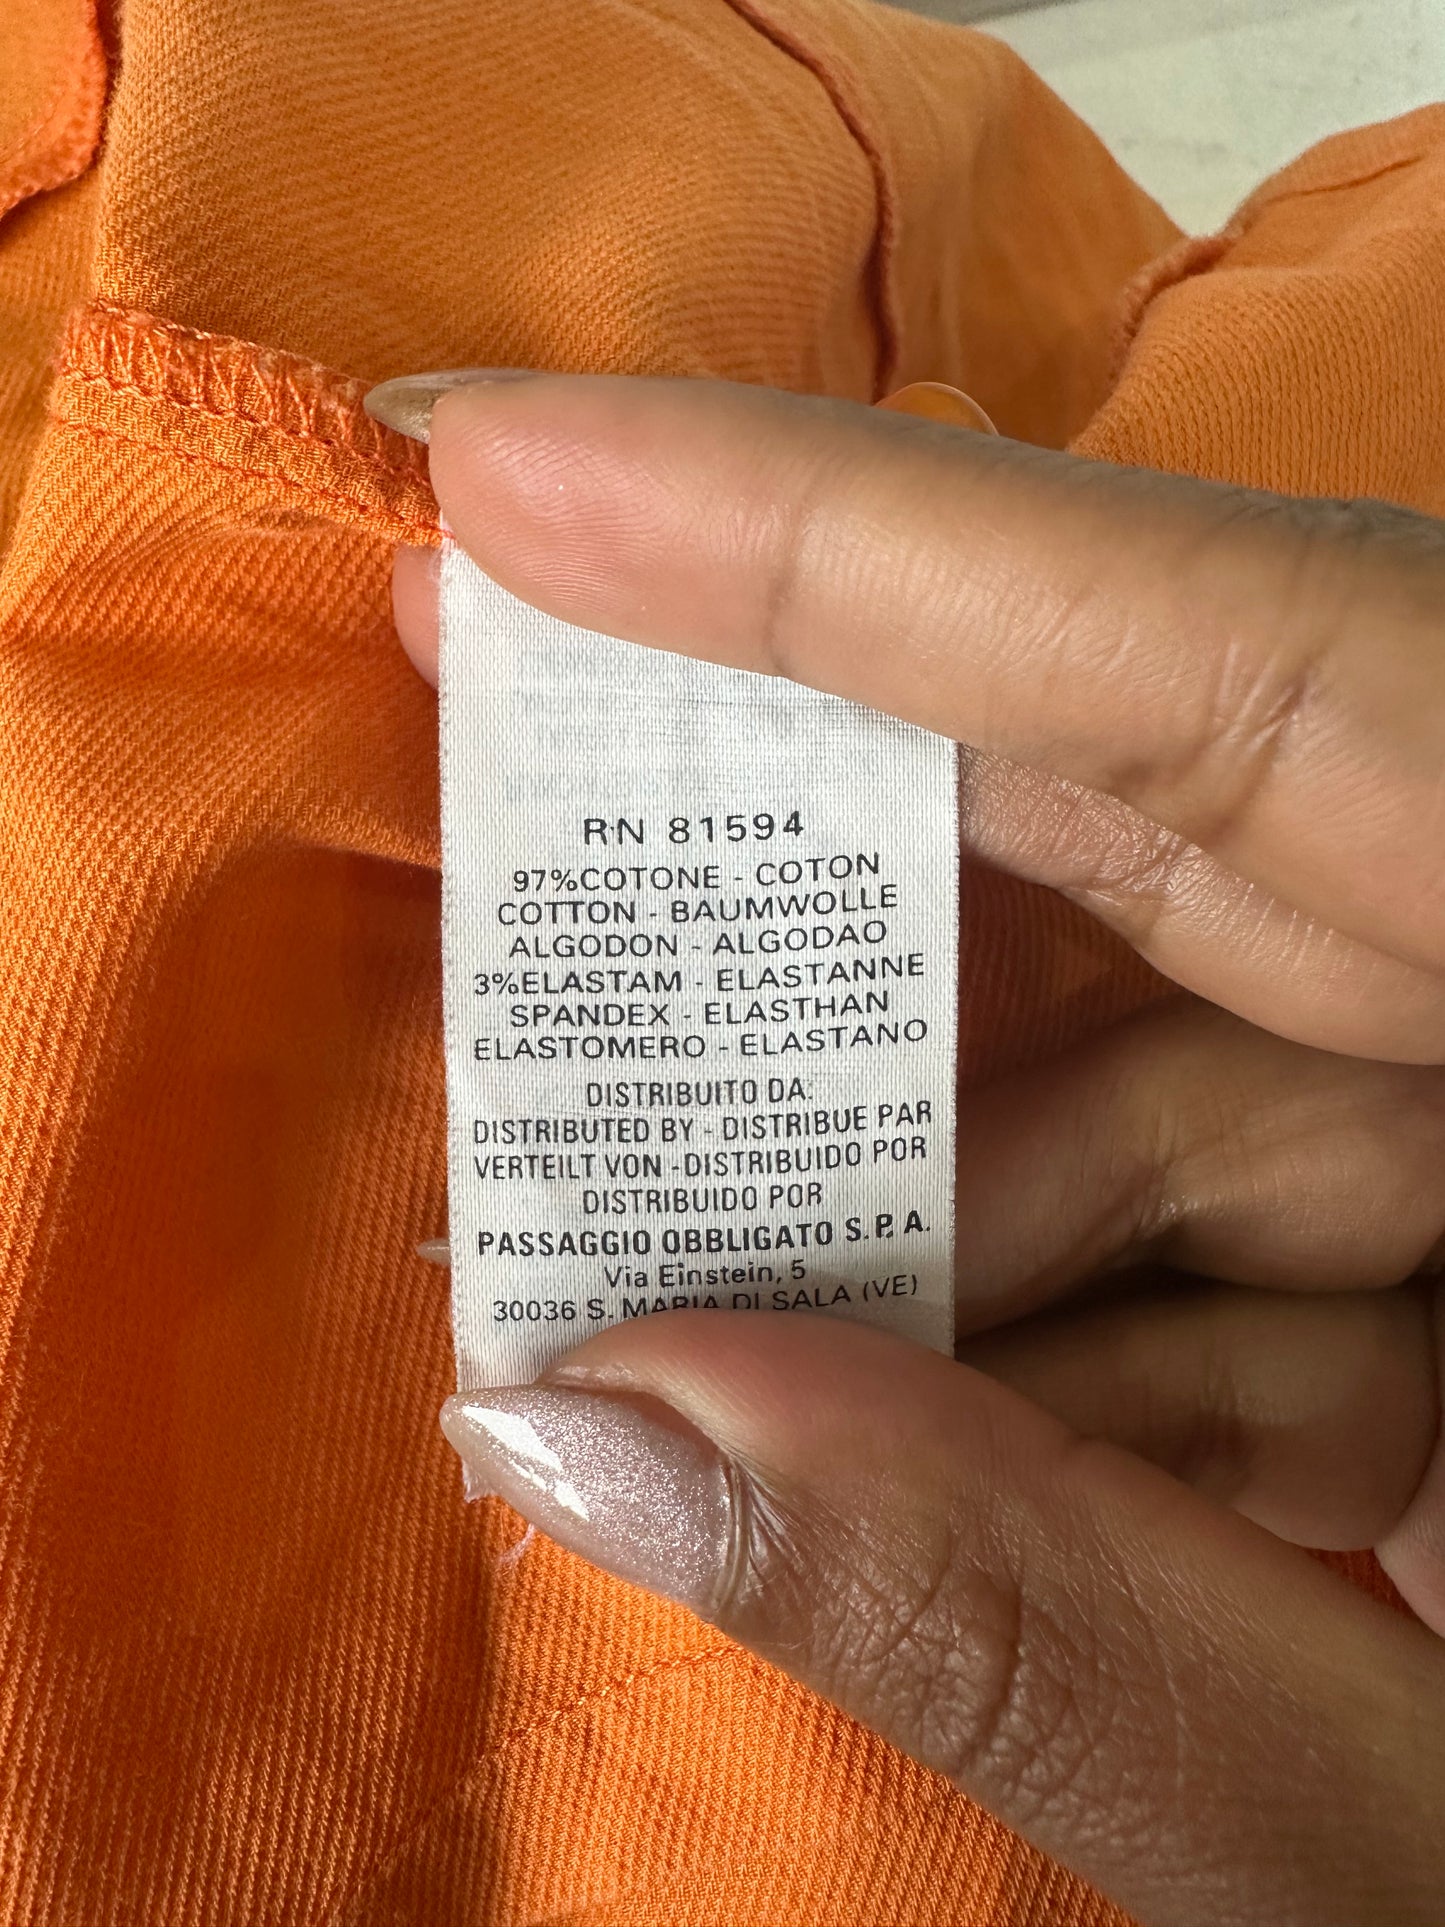 RN 81594
97%COTONE - COTON
COTTON - BAUMWOLLE
ALGODON - ALGODAO
3%ELASTAM - ELASTANNE
SPANDEX - ELASTHAN
ELASTOMERO - ELASTANO
DISTRIBUITO DA:
DISTRIBUTED BY - DISTRIBUE PAR
VERTEILT VON - DISTRIBUIDO POR
DISTRIBUIDO POR
PASSAGGIO OBBLIGATO S.P.A.
Via Einstein, 5
30036 S. MARIA DI SALA (VE)